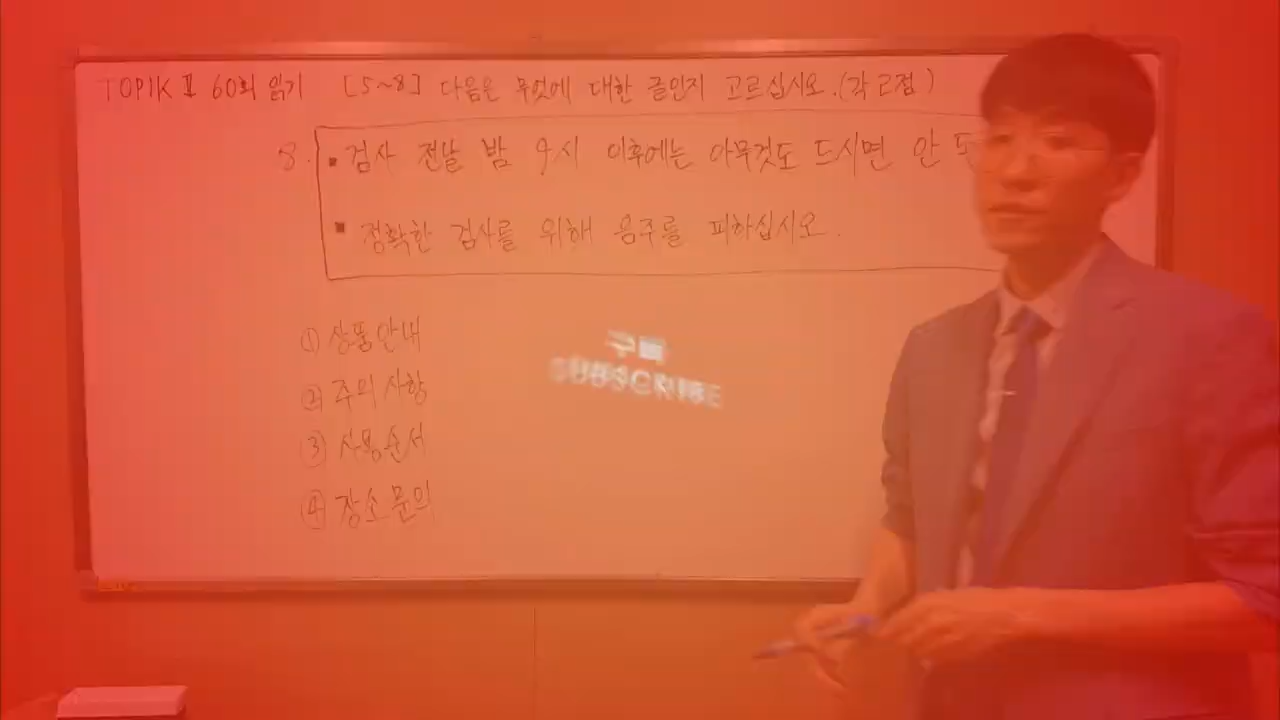 TOPIK Ⅱ 60회 읽기 [5~8] 다음은 무엇에 대한 글인지 고르십시오. (각 2점)
8. ▪ 검사 전날 밤 9시 이후에는 아무것도 드시면 안
▪ 정확한 검사를 위해 음주를 피하십시오.
① 상품 안내
② 주의 사항
③ 사용 순서
④ 장소 문의
구독
SUBSCRIBE